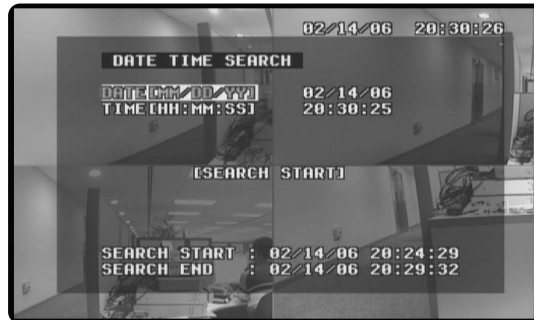 02/14/06 20:30:26
DATE TIME SEARCH
DATE[MM/DD/YY] 02/14/06
TIME[HH:MM:SS] 20:30:25
[SEARCH START]
SEARCH START : 02/14/06 20:24:29
SEARCH END : 02/14/06 20:29:32